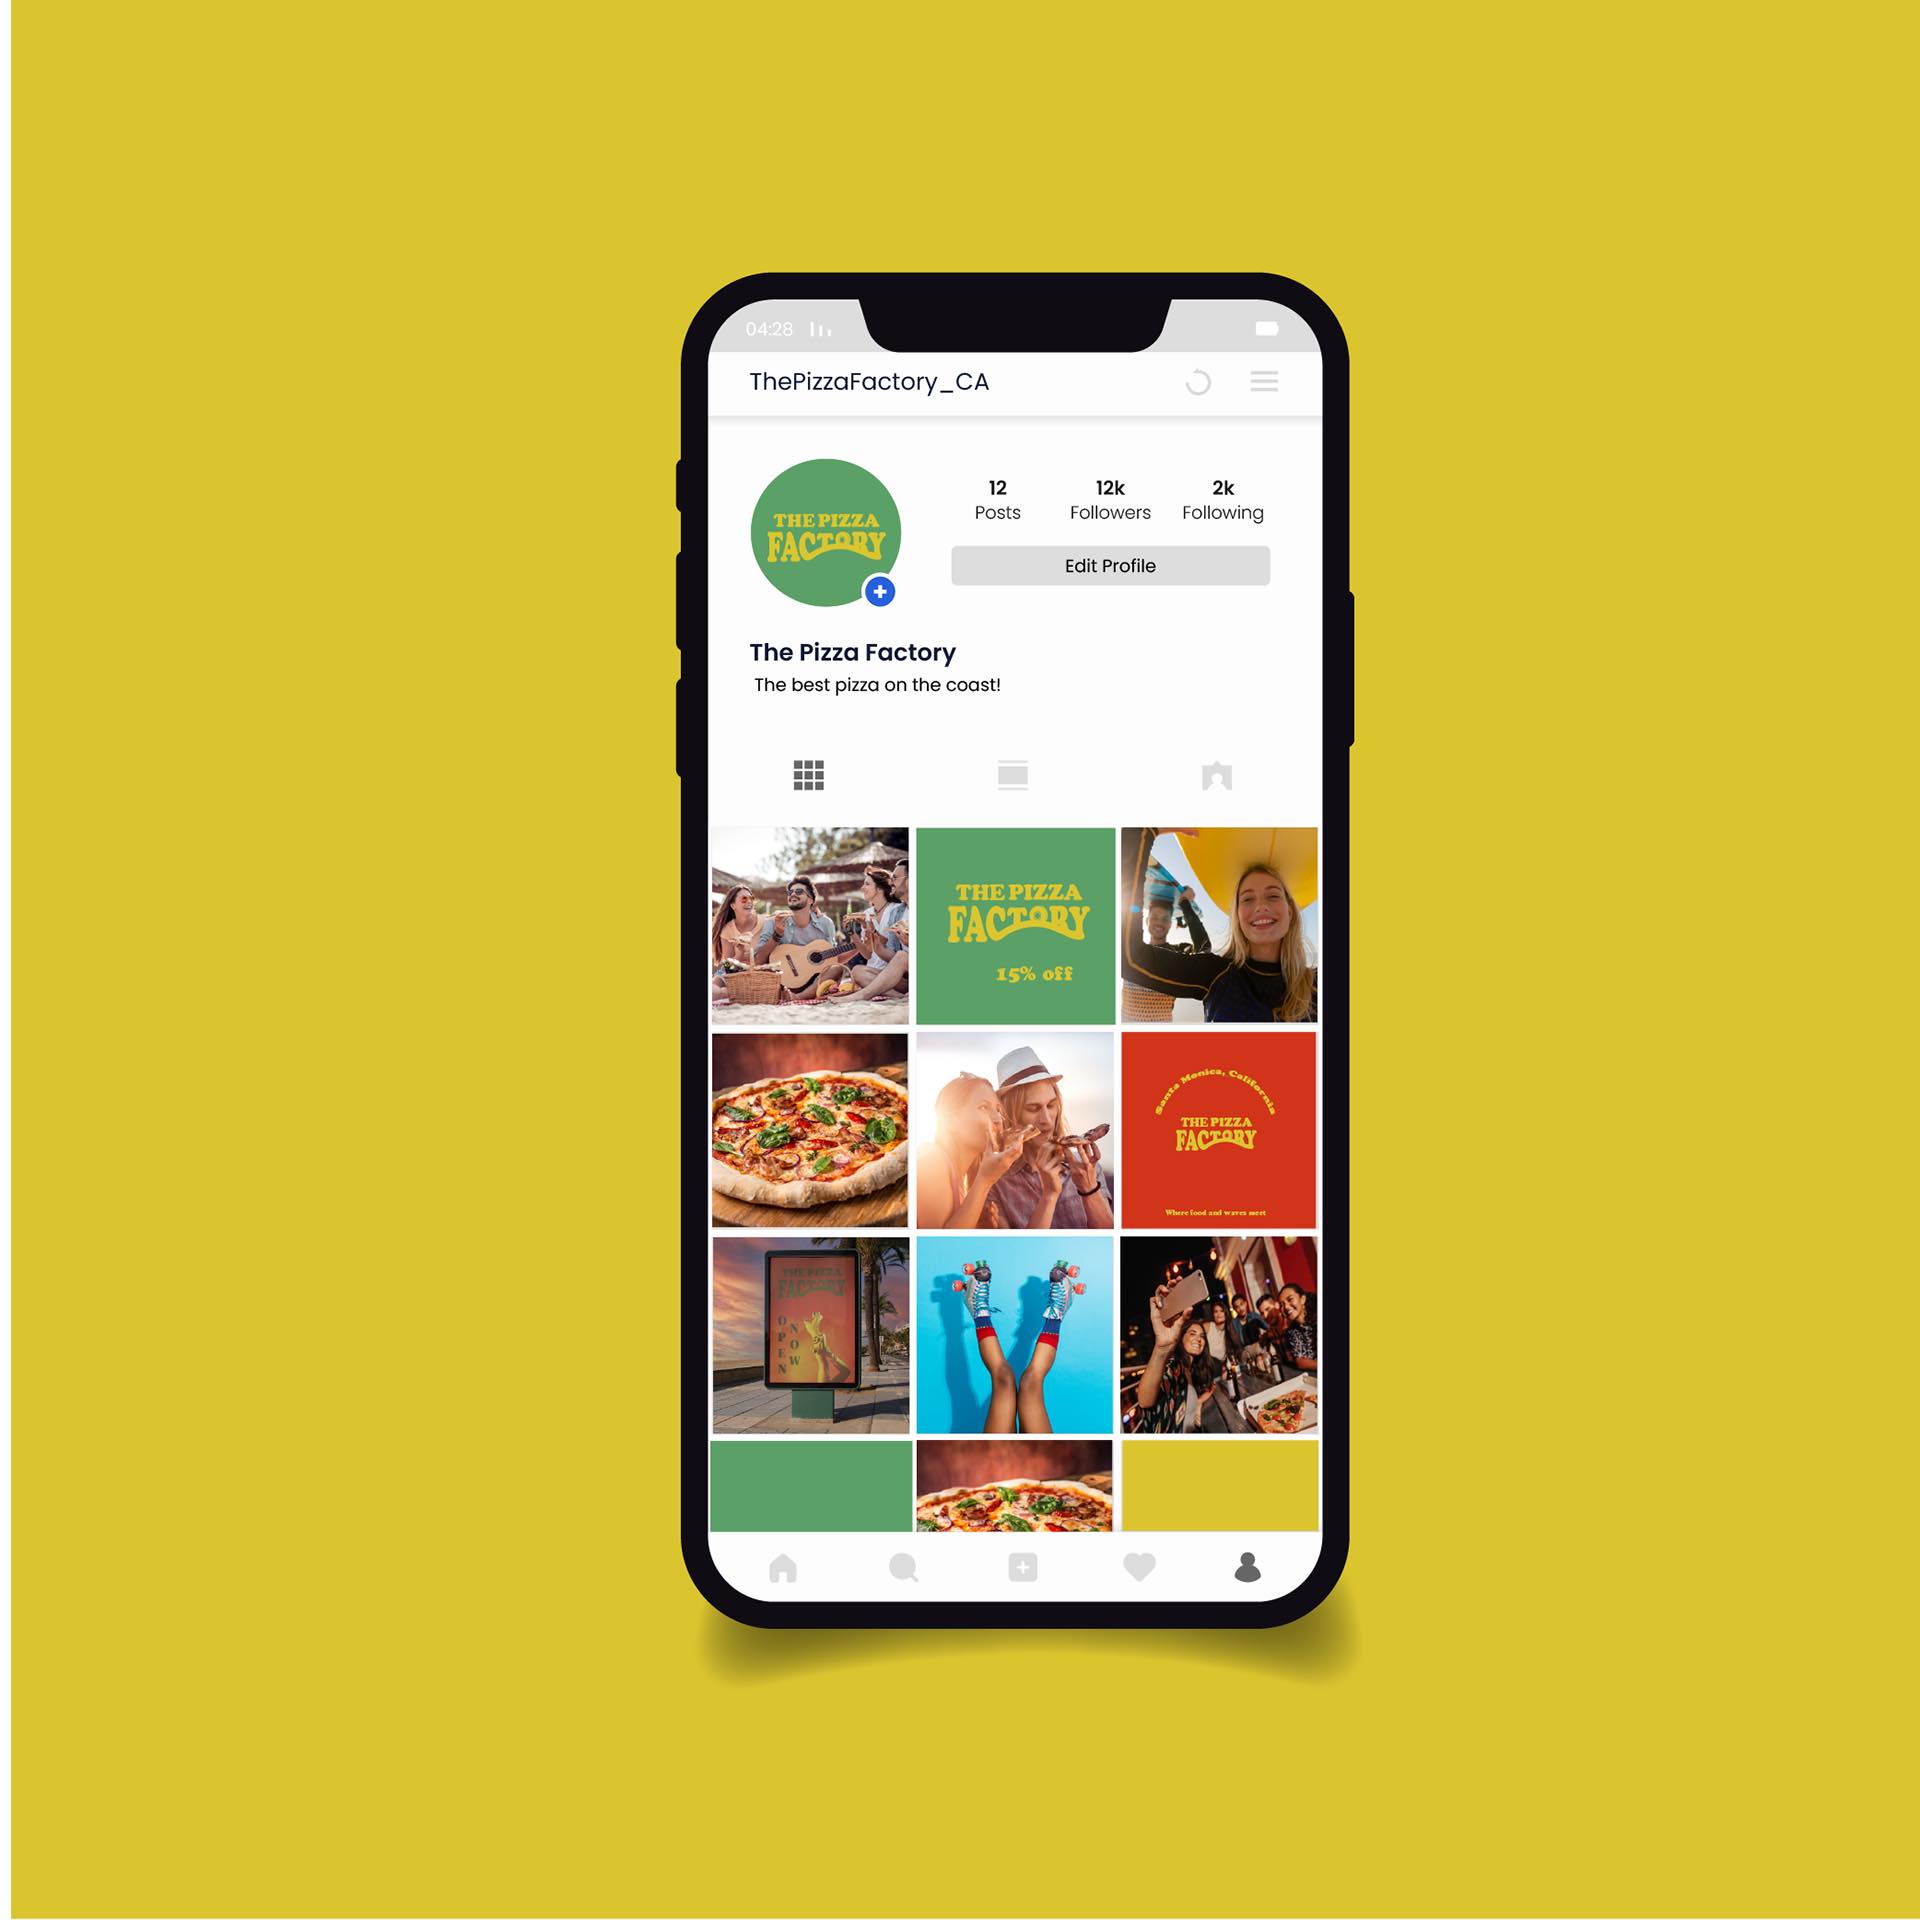 04:28
ThePizzaFactory_CA
12 12k 2k
Posts Followers Following
THE PIZZA
FACTORY
Edit Profile
The Pizza Factory
The best pizza on the coast!
THE PIZZA
FACTORY
15% off
Santa Monica, California
THE PIZZA
FACTORY
Where food and waves meet
THE PIZZA
FACTORY
OPEN
NOW